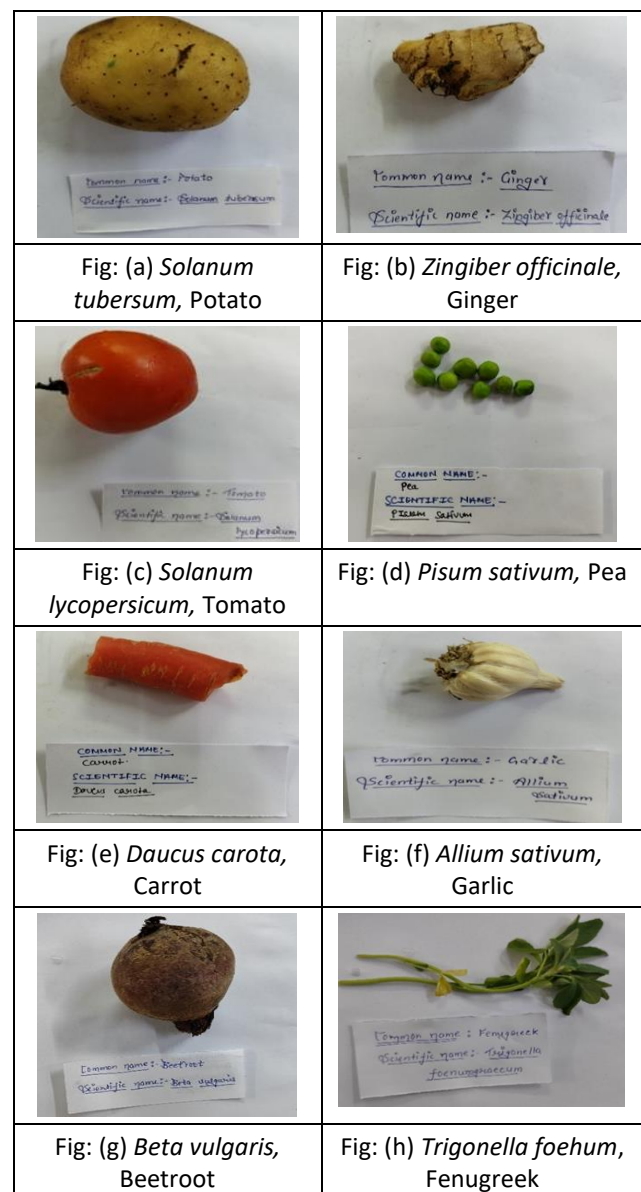 Common name :- Potato
Scientific name :- Solanum tubersum
Common name :- Ginger
Scientific name :- Zingiber officinale
Fig: (a) Solanum
tubersum, Potato
Fig: (b) Zingiber officinale,
Ginger
Common name :- Tomato
Scientific name :- Solanum
lycopersicum
COMMON NAME:-
Pea
SCIENTIFIC NAME:-
Pisum Sativum
Fig: (c) Solanum
lycopersicum, Tomato
Fig: (d) Pisum sativum, Pea
COMMON NAME:-
Carrot.
SCIENTIFIC NAME:-
Daucus carota
Common name :- Garlic
Scientific name :- Allium
Sativum
Fig: (e) Daucus carota,
Carrot
Fig: (f) Allium sativum,
Garlic
Common name :- Beetroot
Scientific name :- Beta vulgaris
Common name : Fenugreek
Scientific name :- Trigonella
Fig: (g) Beta vulgaris,
Beetroot
Fig: (h) Trigonella foehum,
Fenugreek